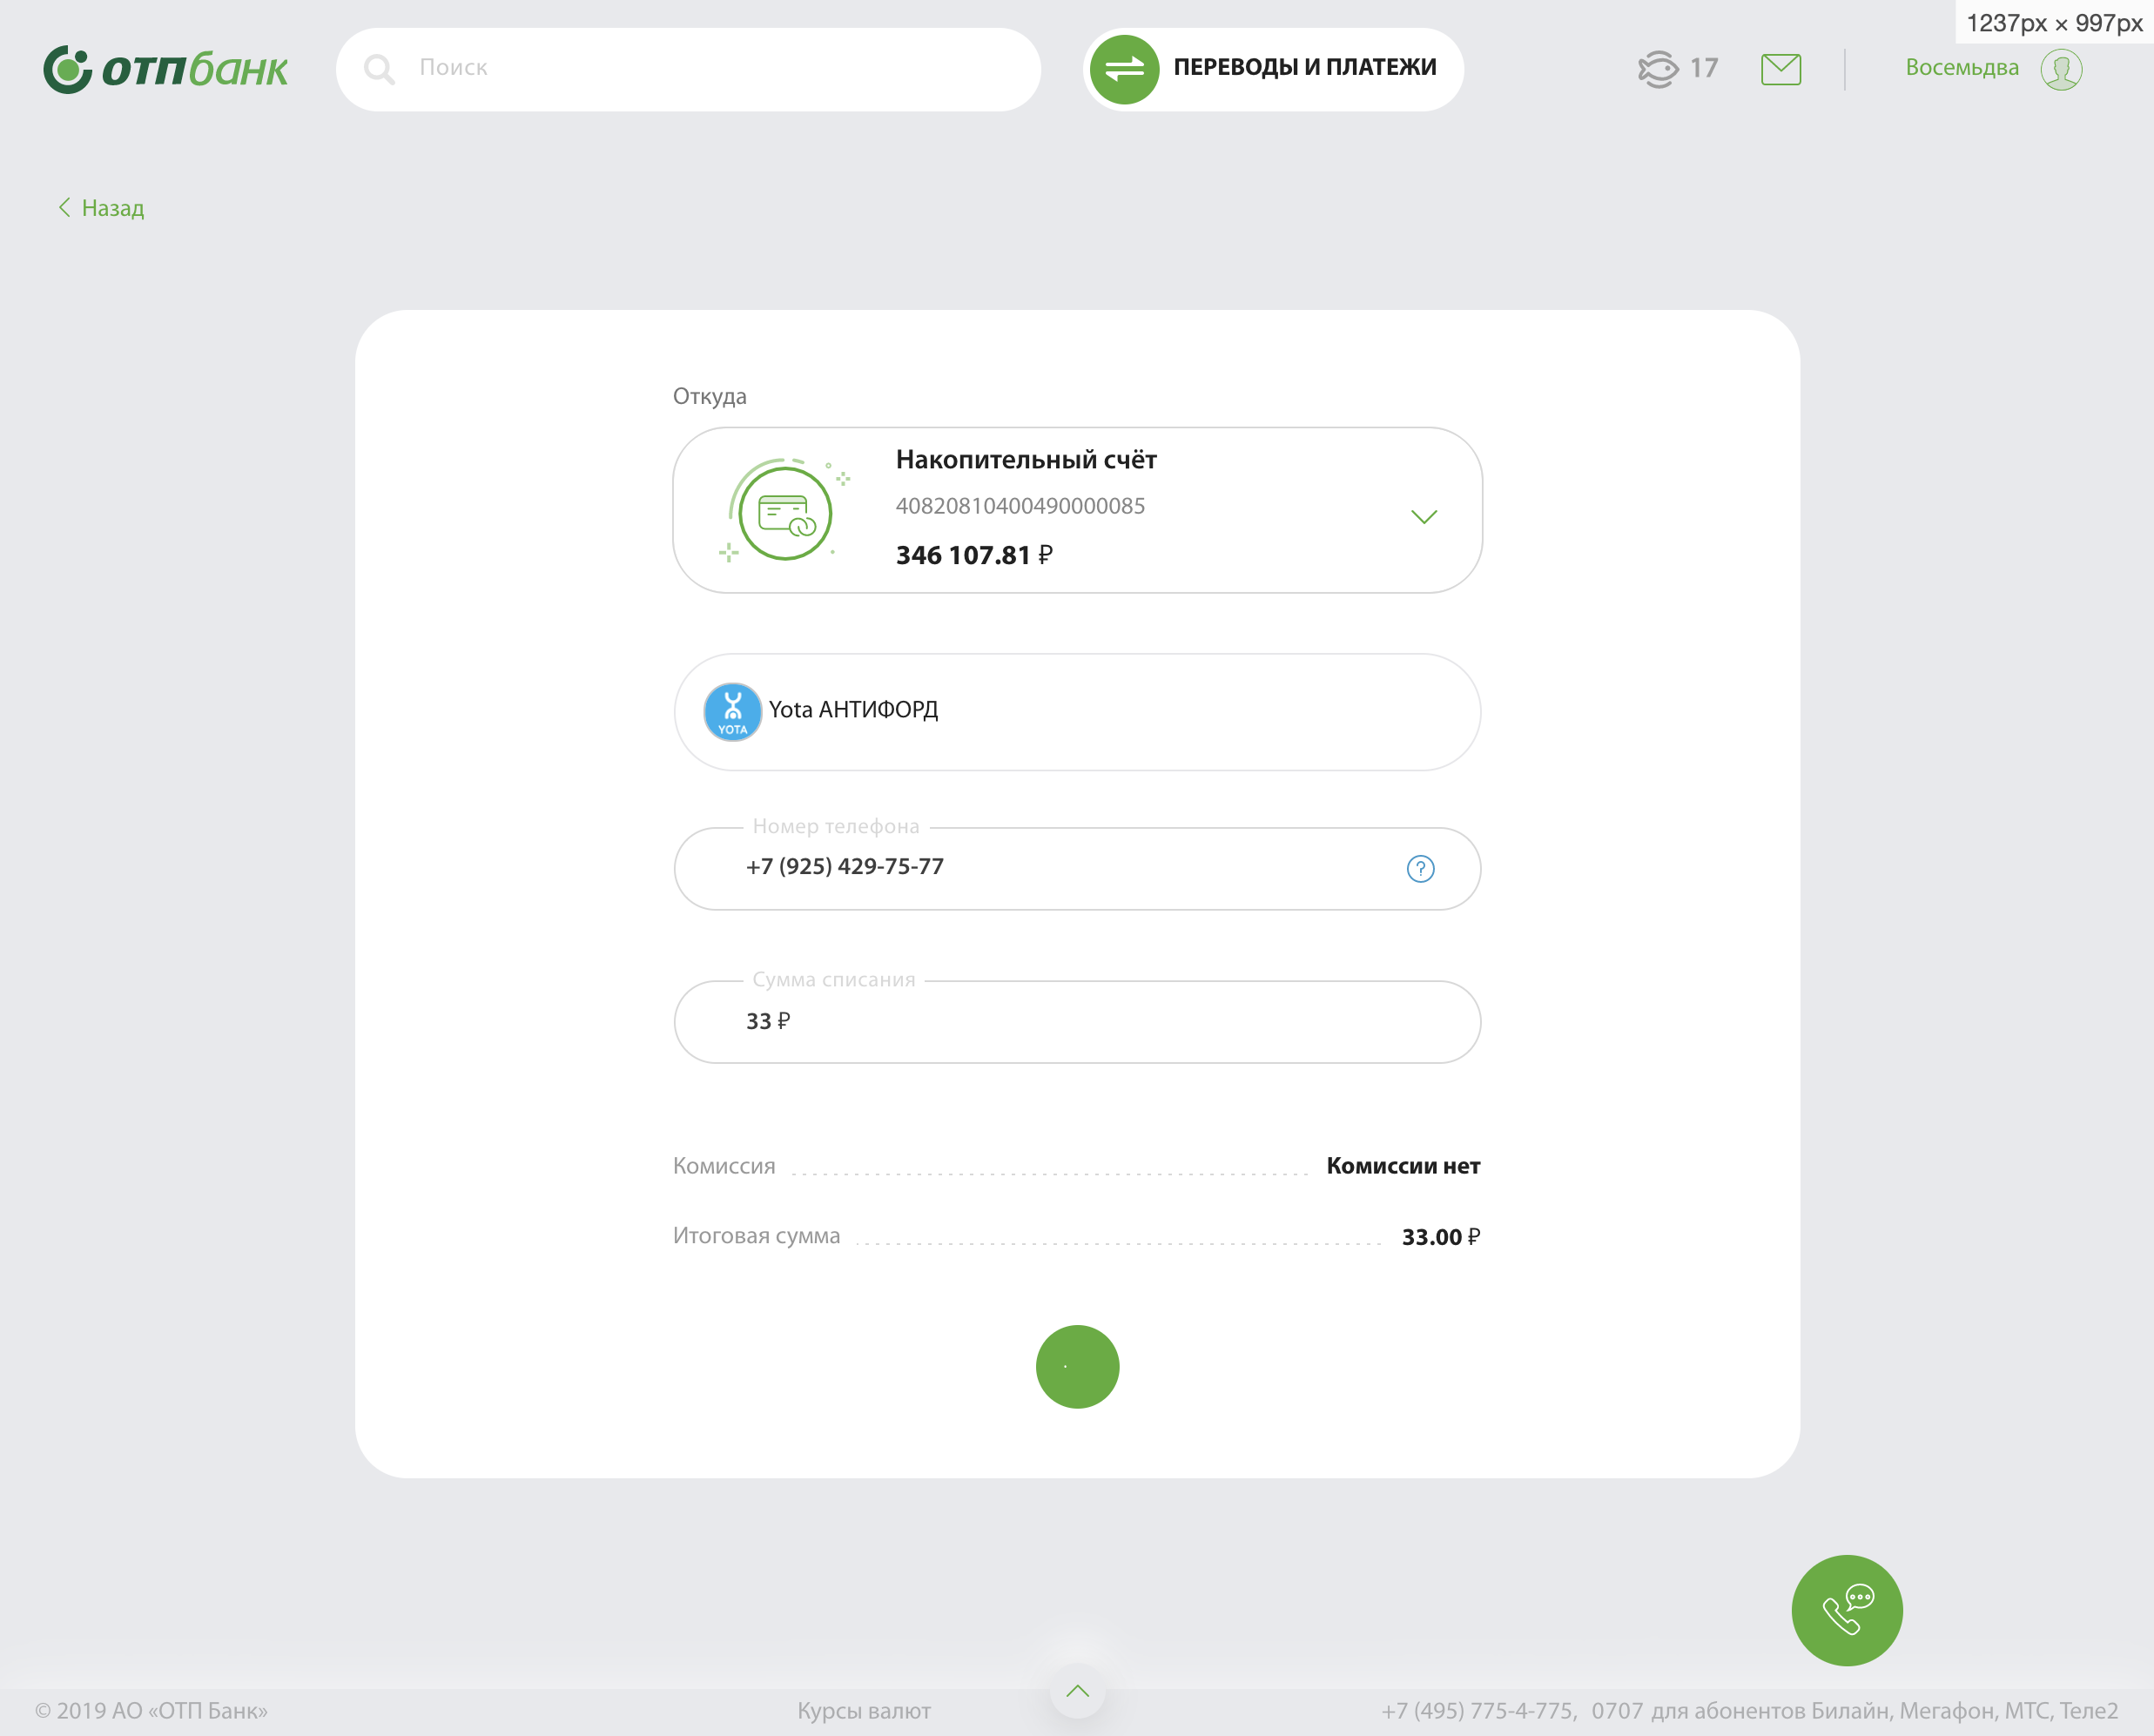 1237px × 997px
отпбанк
Поиск
ПЕРЕВОДЫ И ПЛАТЕЖИ
17
Восемьдва
Назад
Откуда
Накопительный счёт
40820810400490000085
346 107.81 ₽
YOTA
Yota АНТИФОРД
Номер телефона
+7 (925) 429-75-77
?
Сумма списания
33 ₽
Комиссия
Комиссии нет
Итоговая сумма
33.00 ₽
© 2019 АО «ОТП Банк»
Курсы валют
+7 (495) 775-4-775, 0707 для абонентов Билайн, Мегафон, МТС, Теле2